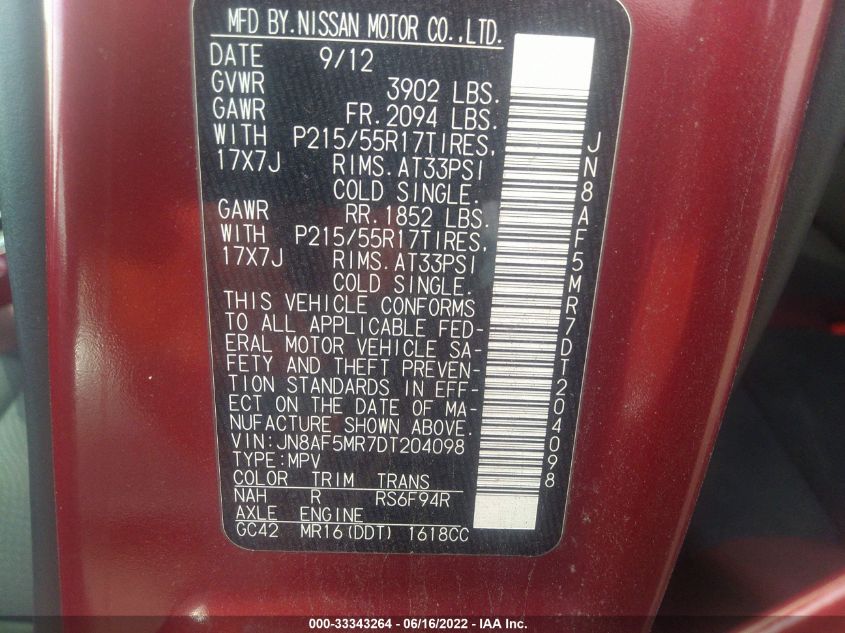 MFD BY.NISSAN MOTOR CO.,LTD.
DATE 9/12
GVWR 3902 LBS.
GAWR FR.2094 LBS.
WITH P215/55R17TIRES,
17X7J RIMS.AT33PSI
COLD SINGLE.
GAWR RR.1852 LBS.
WITH P215/55R17TIRES,
17X7J RIMS.AT33PSI
COLD SINGLE.
THIS VEHICLE CONFORMS
TO ALL APPLICABLE FED-
ERAL MOTOR VEHICLE SA-
FETY AND THEFT PREVEN-
TION STANDARDS IN EFF-
ECT ON THE DATE OF MA-
NUFACTURE SHOWN ABOVE.
VIN:JN8AF5MR7DT204098
TYPE:MPV
COLOR TRIM TRANS
NAH R RS6F94R
AXLE ENGINE
GC42 MR16(DDT) 1618CC
JN8AF5MR7DT204098
000-33343264 - 06/16/2022 - IAA Inc.